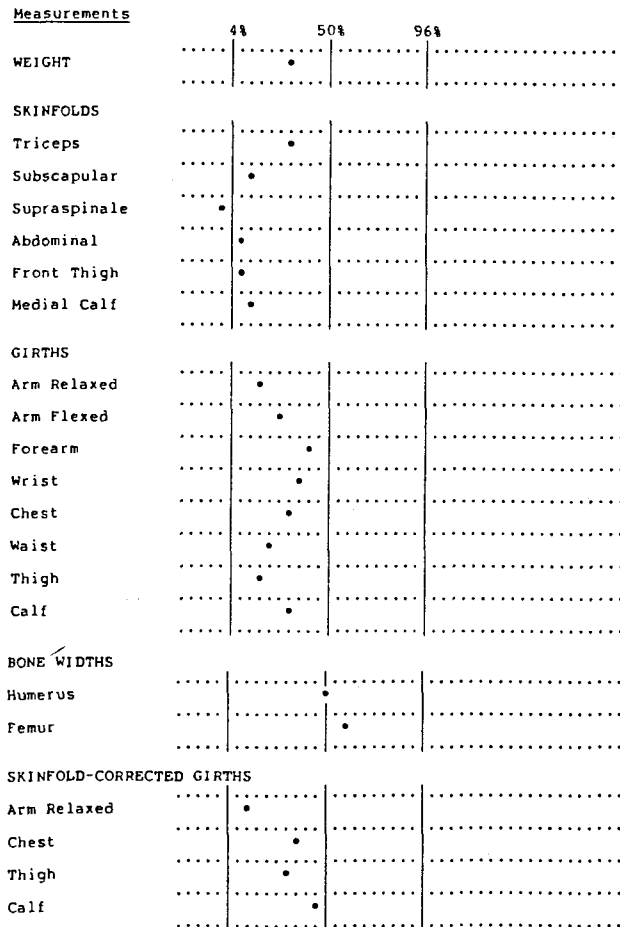 Measurements
4% 50% 96%
WEIGHT
SKINFOLDS
Triceps
Subscapular
Supraspinale
Abdominal
Front Thigh
Medial Calf
GIRTHS
Arm Relaxed
Arm Flexed
Forearm
Wrist
Chest
Waist
Thigh
Calf
BONE WIDTHS
Humerus
Femur
SKINFOLD-CORRECTED GIRTHS
Arm Relaxed
Chest
Thigh
Calf